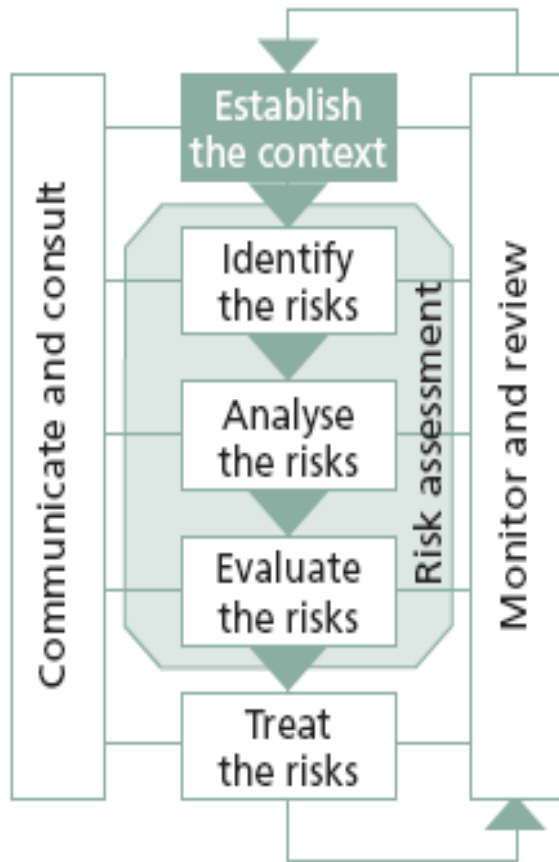 Establish
the context
Communicate and consult
Identify
the risks
Analyse
the risks
Evaluate
the risks
Risk assessment
Monitor and review
Treat
the risks